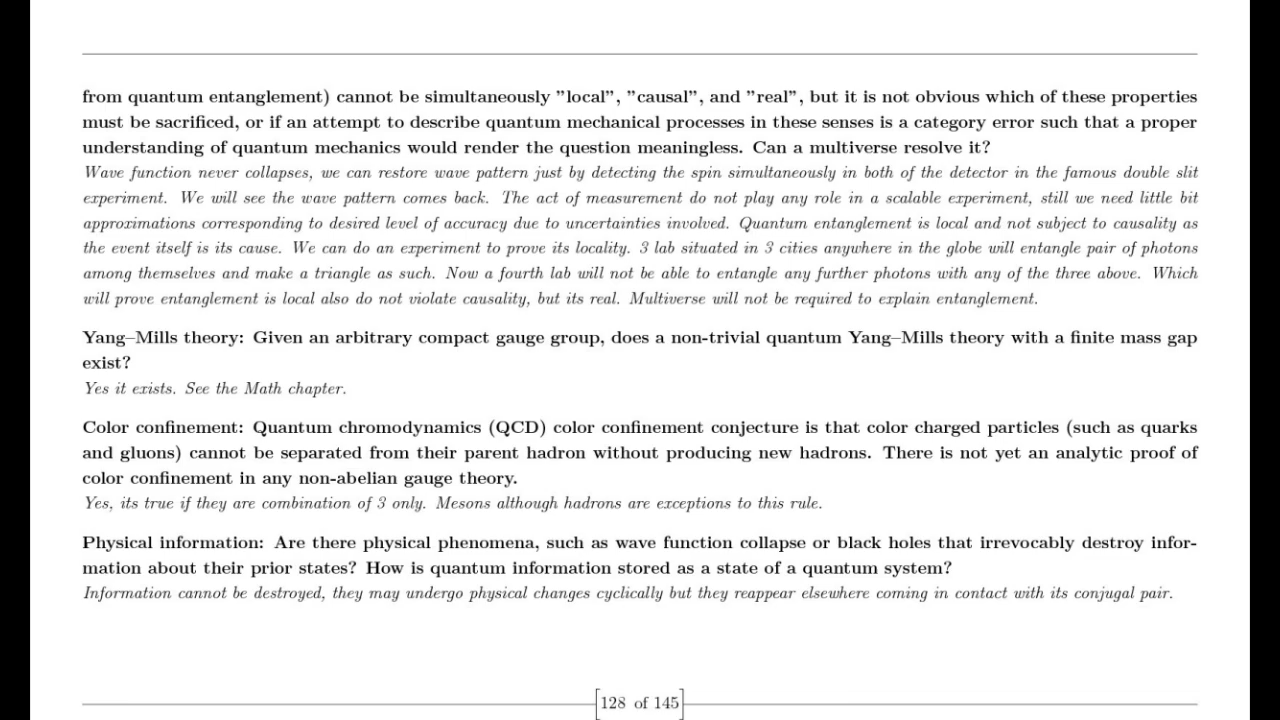 from quantum entanglement) cannot be simultaneously ”local”, ”causal”, and ”real”, but it is not obvious which of these properties
must be sacrificed, or if an attempt to describe quantum mechanical processes in these senses is a category error such that a proper
understanding of quantum mechanics would render the question meaningless. Can a multiverse resolve it?
Wave function never collapses, we can restore wave pattern just by detecting the spin simultaneously in both of the detector in the famous double slit
experiment. We will see the wave pattern comes back. The act of measurement do not play any role in a scalable experiment, still we need little bit
approximations corresponding to desired level of accuracy due to uncertainties involved. Quantum entanglement is local and not subject to causality as
the event itself is its cause. We can do an experiment to prove its locality. 3 lab situated in 3 cities anywhere in the globe will entangle pair of photons
among themselves and make a triangle as such. Now a fourth lab will not be able to entangle any further photons with any of the three above. Which
will prove entanglement is local also do not violate causality, but its real. Multiverse will not be required to explain entanglement.
Yang–Mills theory: Given an arbitrary compact gauge group, does a non-trivial quantum Yang–Mills theory with a finite mass gap
exist?
Yes it exists. See the Math chapter.
Color confinement: Quantum chromodynamics (QCD) color confinement conjecture is that color charged particles (such as quarks
and gluons) cannot be separated from their parent hadron without producing new hadrons. There is not yet an analytic proof of
color confinement in any non-abelian gauge theory.
Yes, its true if they are combination of 3 only. Mesons although hadrons are exceptions to this rule.
Physical information: Are there physical phenomena, such as wave function collapse or black holes that irrevocably destroy infor-
mation about their prior states? How is quantum information stored as a state of a quantum system?
Information cannot be destroyed, they may undergo physical changes cyclically but they reappear elsewhere coming in contact with its conjugal pair.
128 of 145